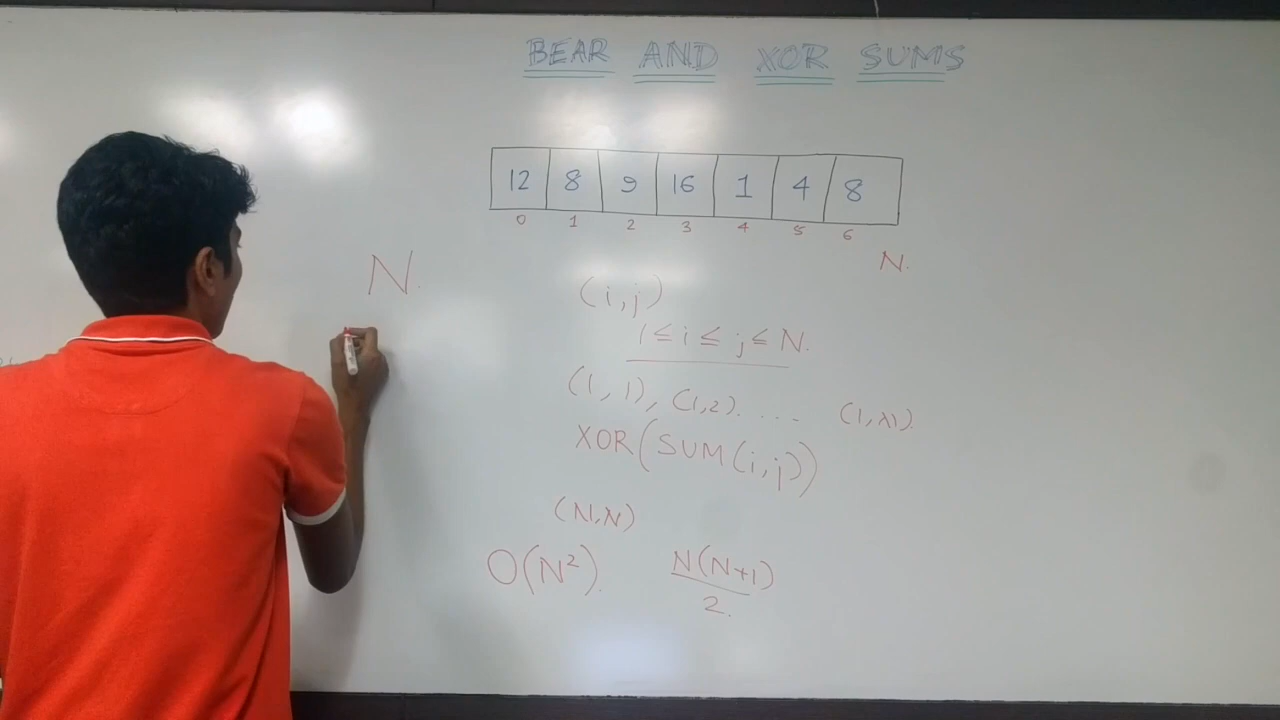 BEAR AND XOR SUMS
12 8 9 16 1 4 8
0 1 2 3 4 5 6
N.
N.
(i,j)
1 ≤ i ≤ j ≤ N.
(1,1), (1,2). .... (1,N).
XOR(SUM(i,j))
(N,N)
O(N²). N(N+1)/2.